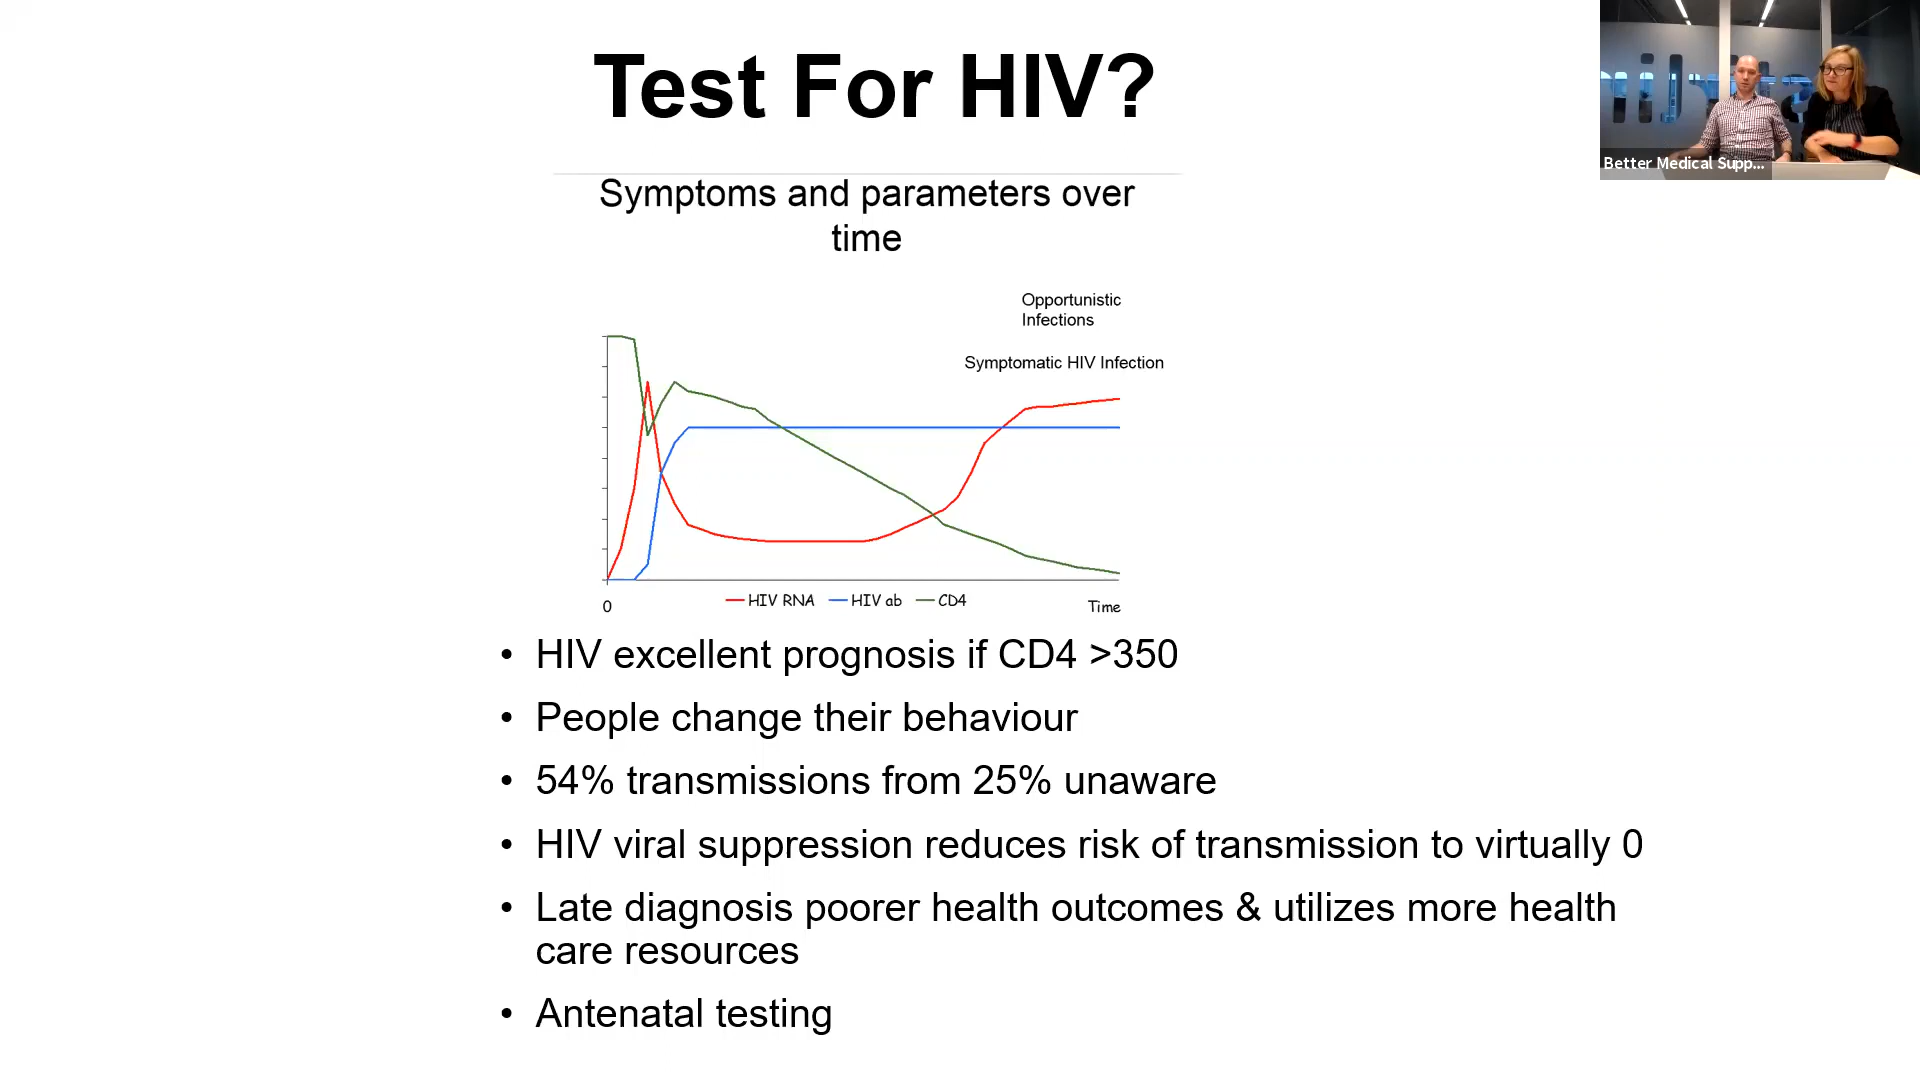 Test For HIV?
Better Medical Supp...
Symptoms and parameters over
time
Opportunistic
Infections
Symptomatic HIV Infection
0
HIV RNA HIV ab CD4
Time
• HIV excellent prognosis if CD4 >350
• People change their behaviour
• 54% transmissions from 25% unaware
• HIV viral suppression reduces risk of transmission to virtually 0
• Late diagnosis poorer health outcomes & utilizes more health
care resources
• Antenatal testing